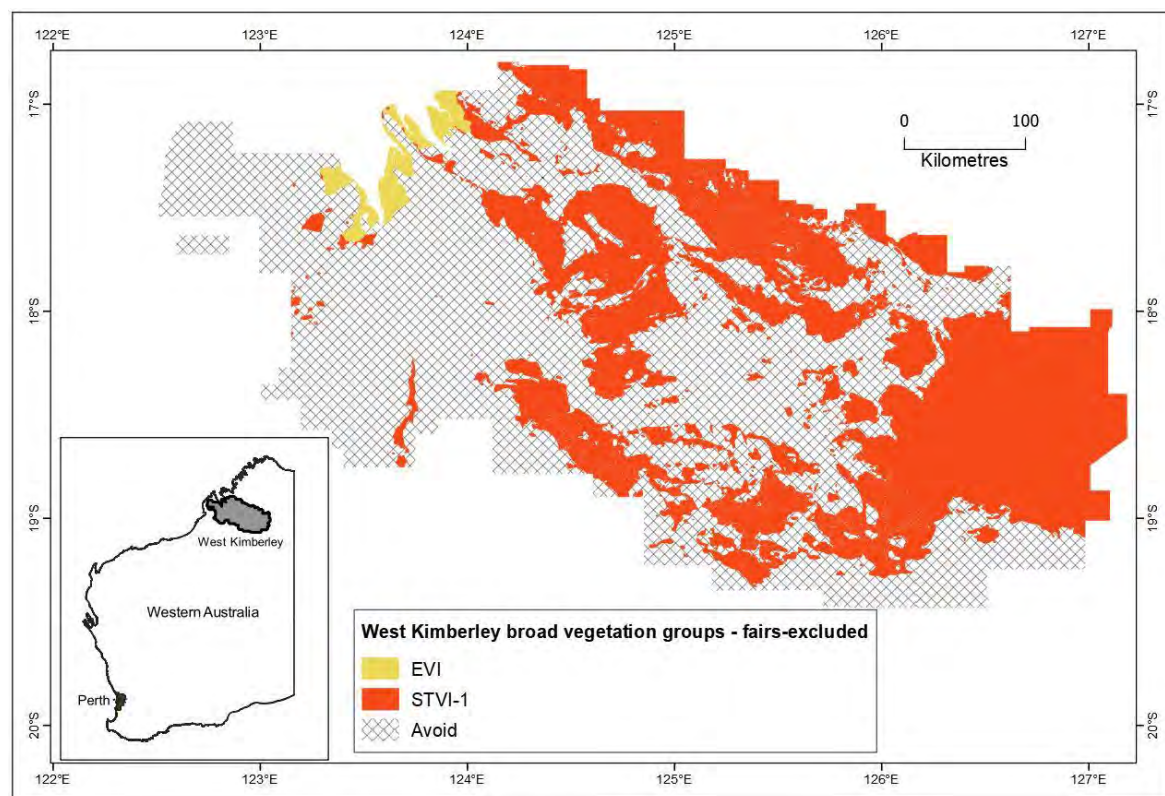 122°E 123°E 124°E 125°E 126°E 127°E
17°S
17°S
0 100
Kilometres
18°S
18°S
19°S
19°S
West Kimberley
Western Australia
Perth
West Kimberley broad vegetation groups - fairs-excluded
EVI
STVI-1
Avoid
20°S
20°S
122°E 123°E 124°E 125°E 126°E 127°E